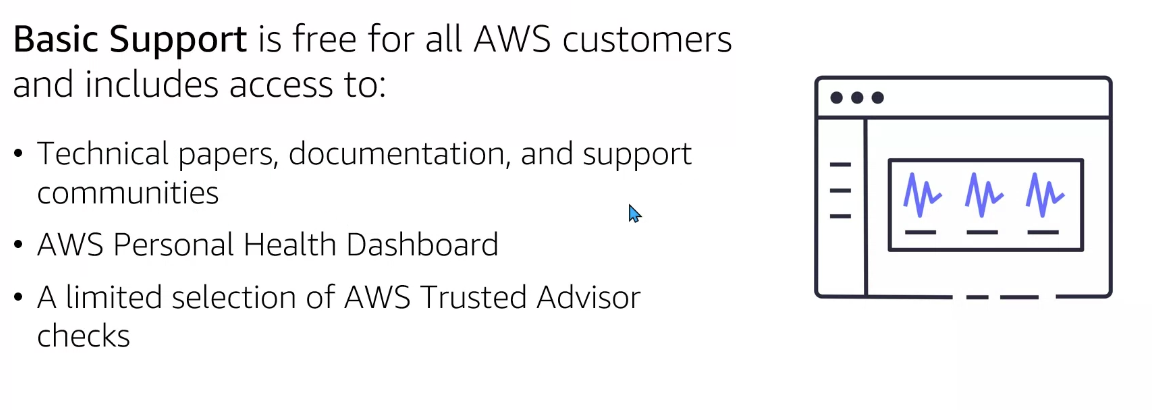 Basic Support is free for all AWS customers
and includes access to:
• Technical papers, documentation, and support
communities
• AWS Personal Health Dashboard
• A limited selection of AWS Trusted Advisor
checks